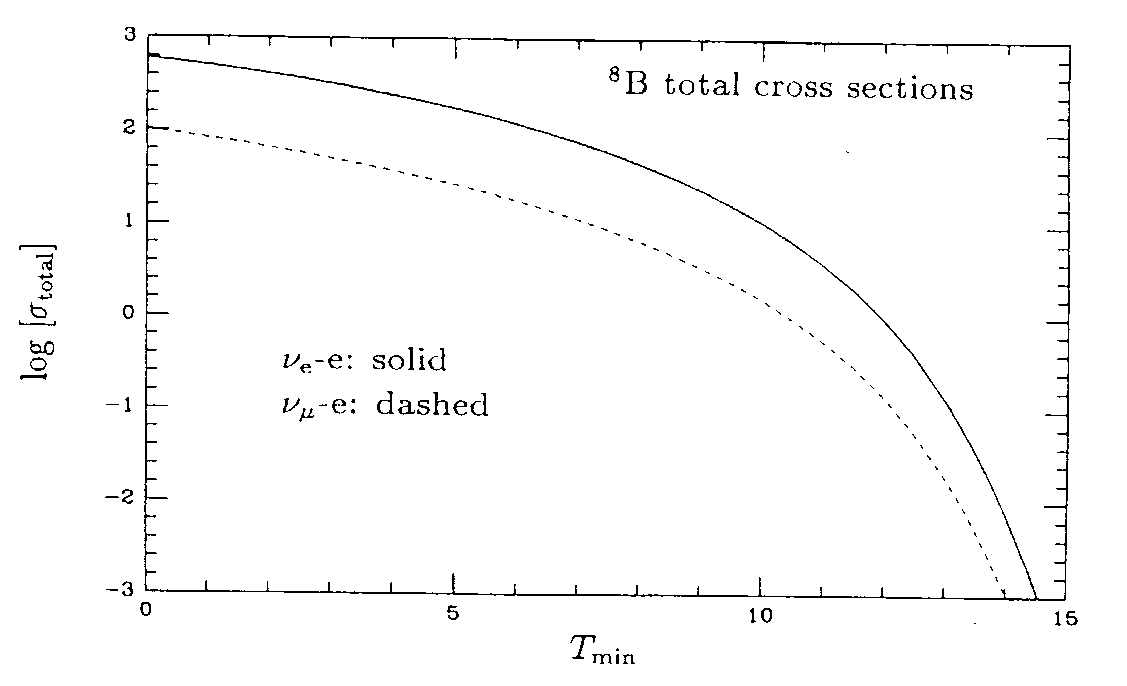 3
⁸B total cross sections
2
1
log [σtotal]
0
νe-e: solid
νμ-e: dashed
−1
−2
−3
0 5 10 15
Tmin